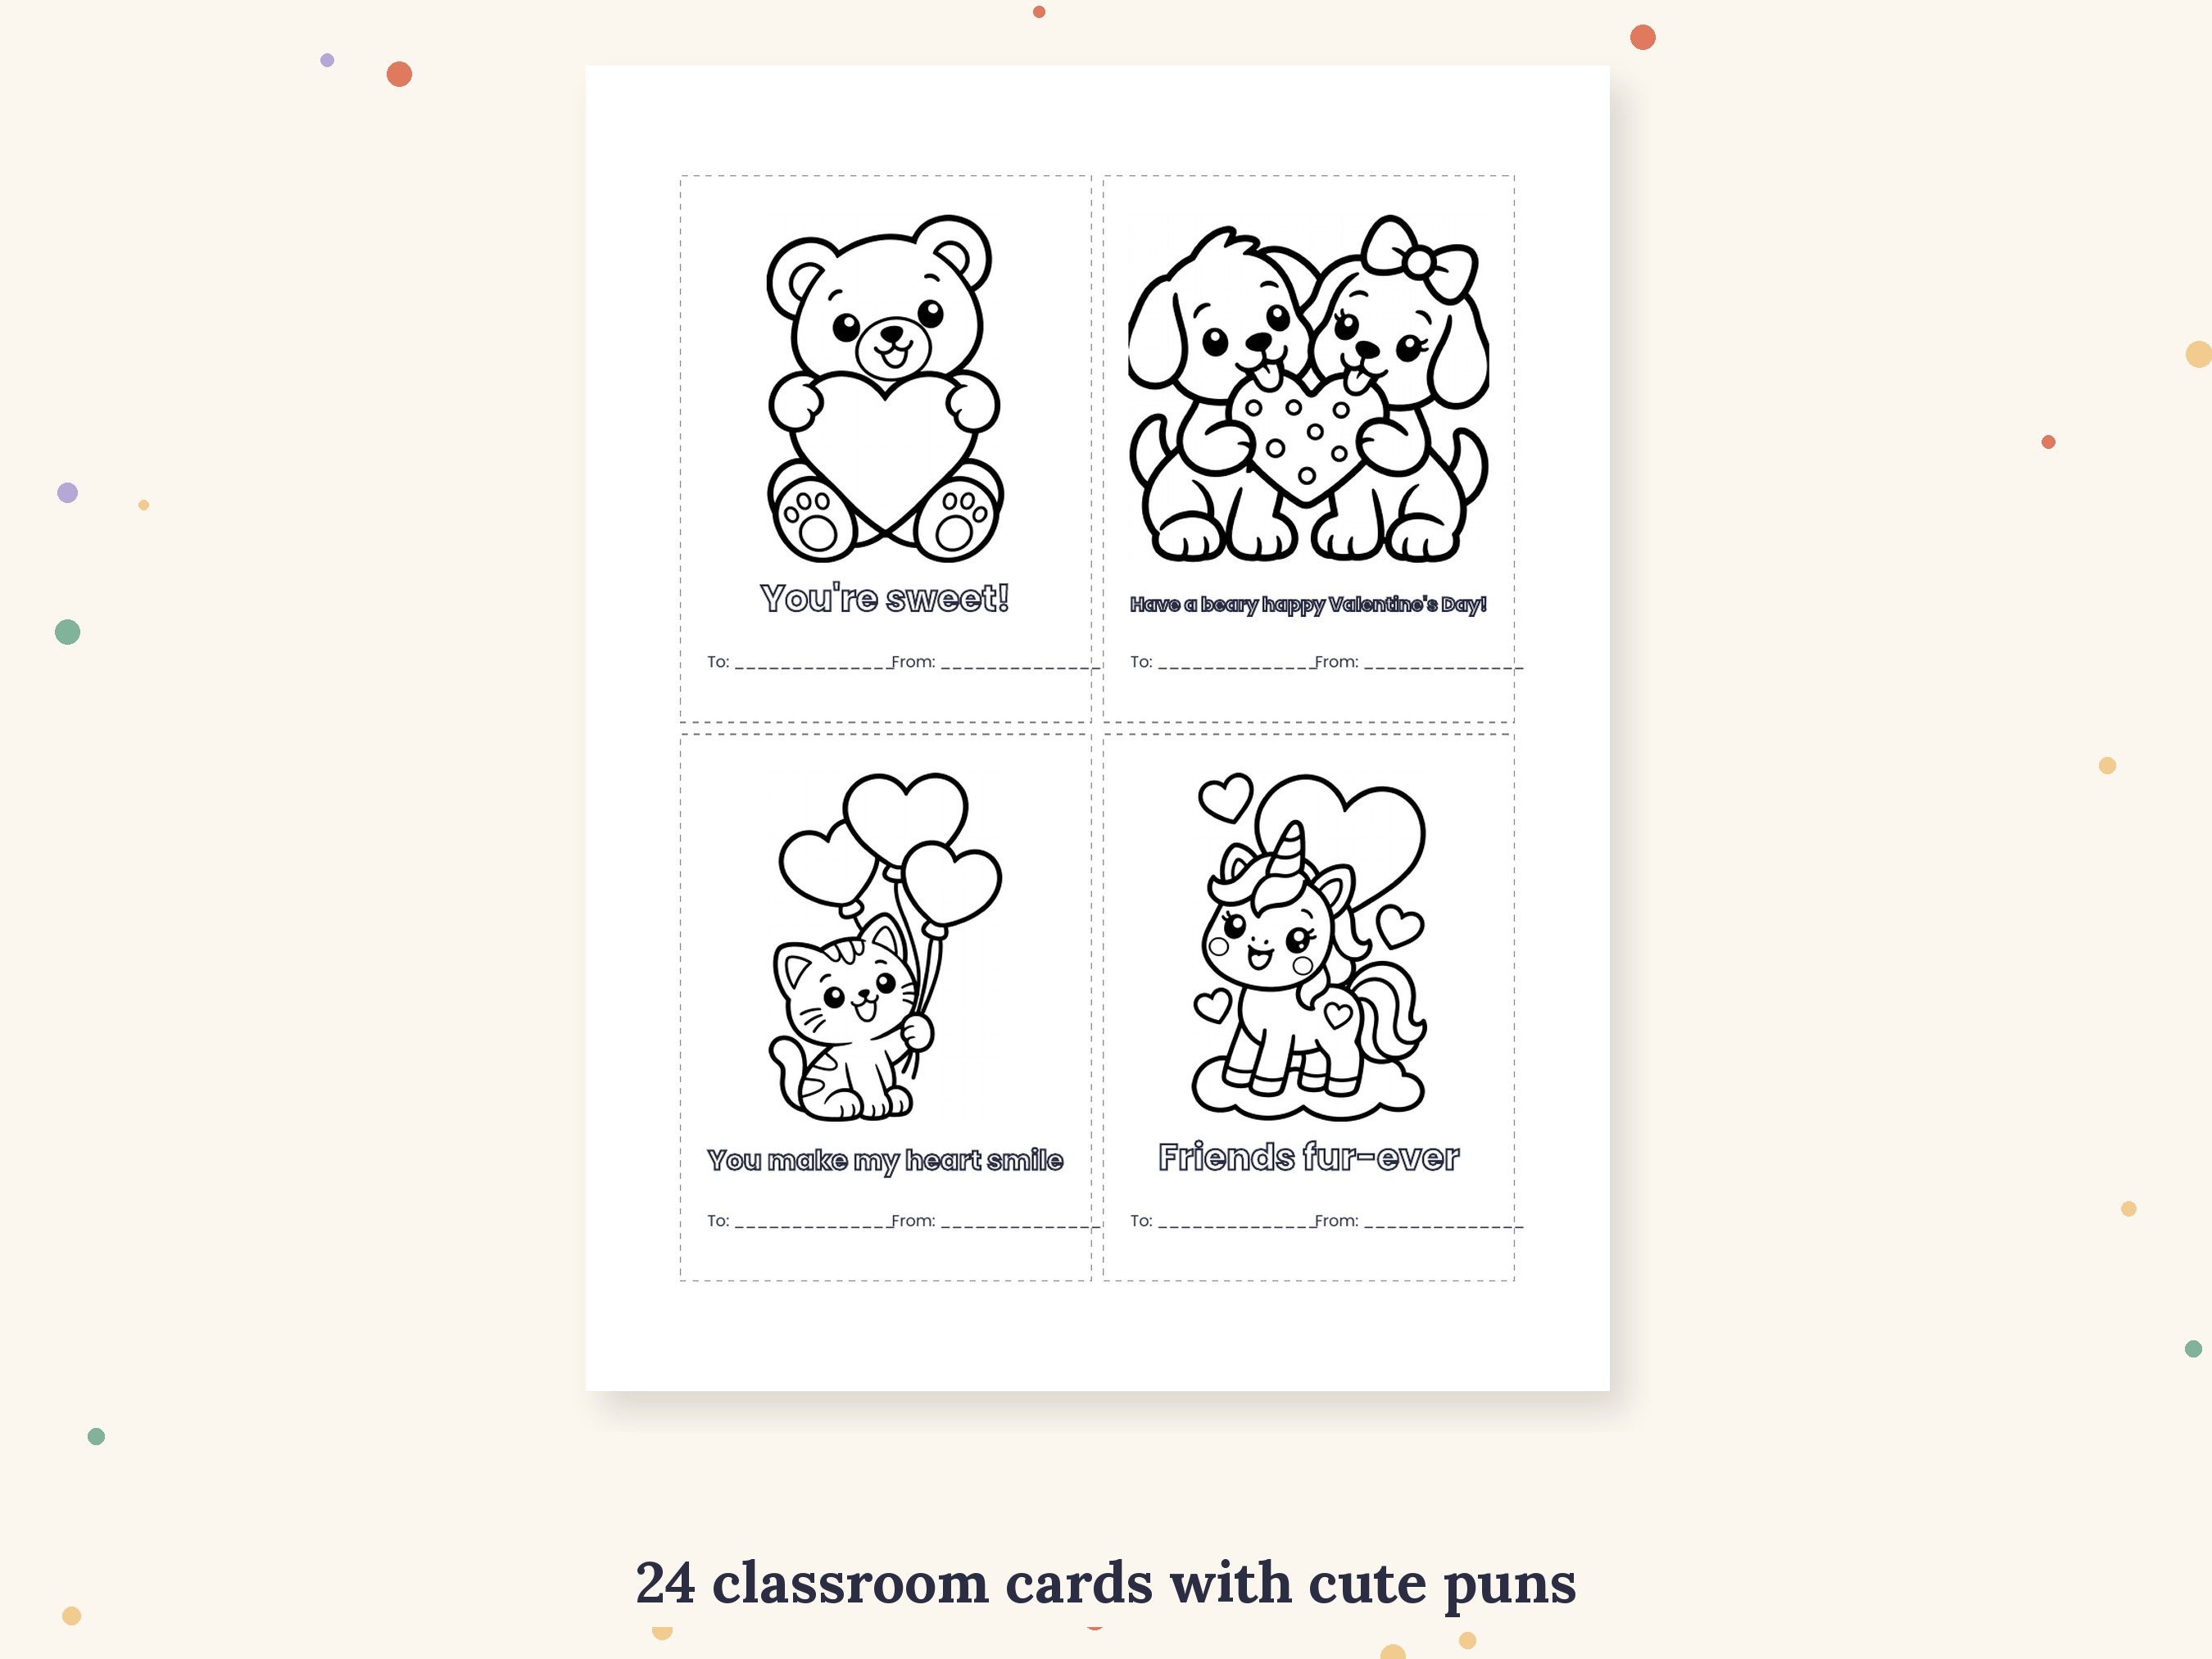 You're sweet!
Have a beary happy Valentine's Day!
To: ______________From: ______________
To: ______________From: ______________
You make my heart smile
Friends fur-ever
To: ______________From: ______________
To: ______________From: ______________
24 classroom cards with cute puns